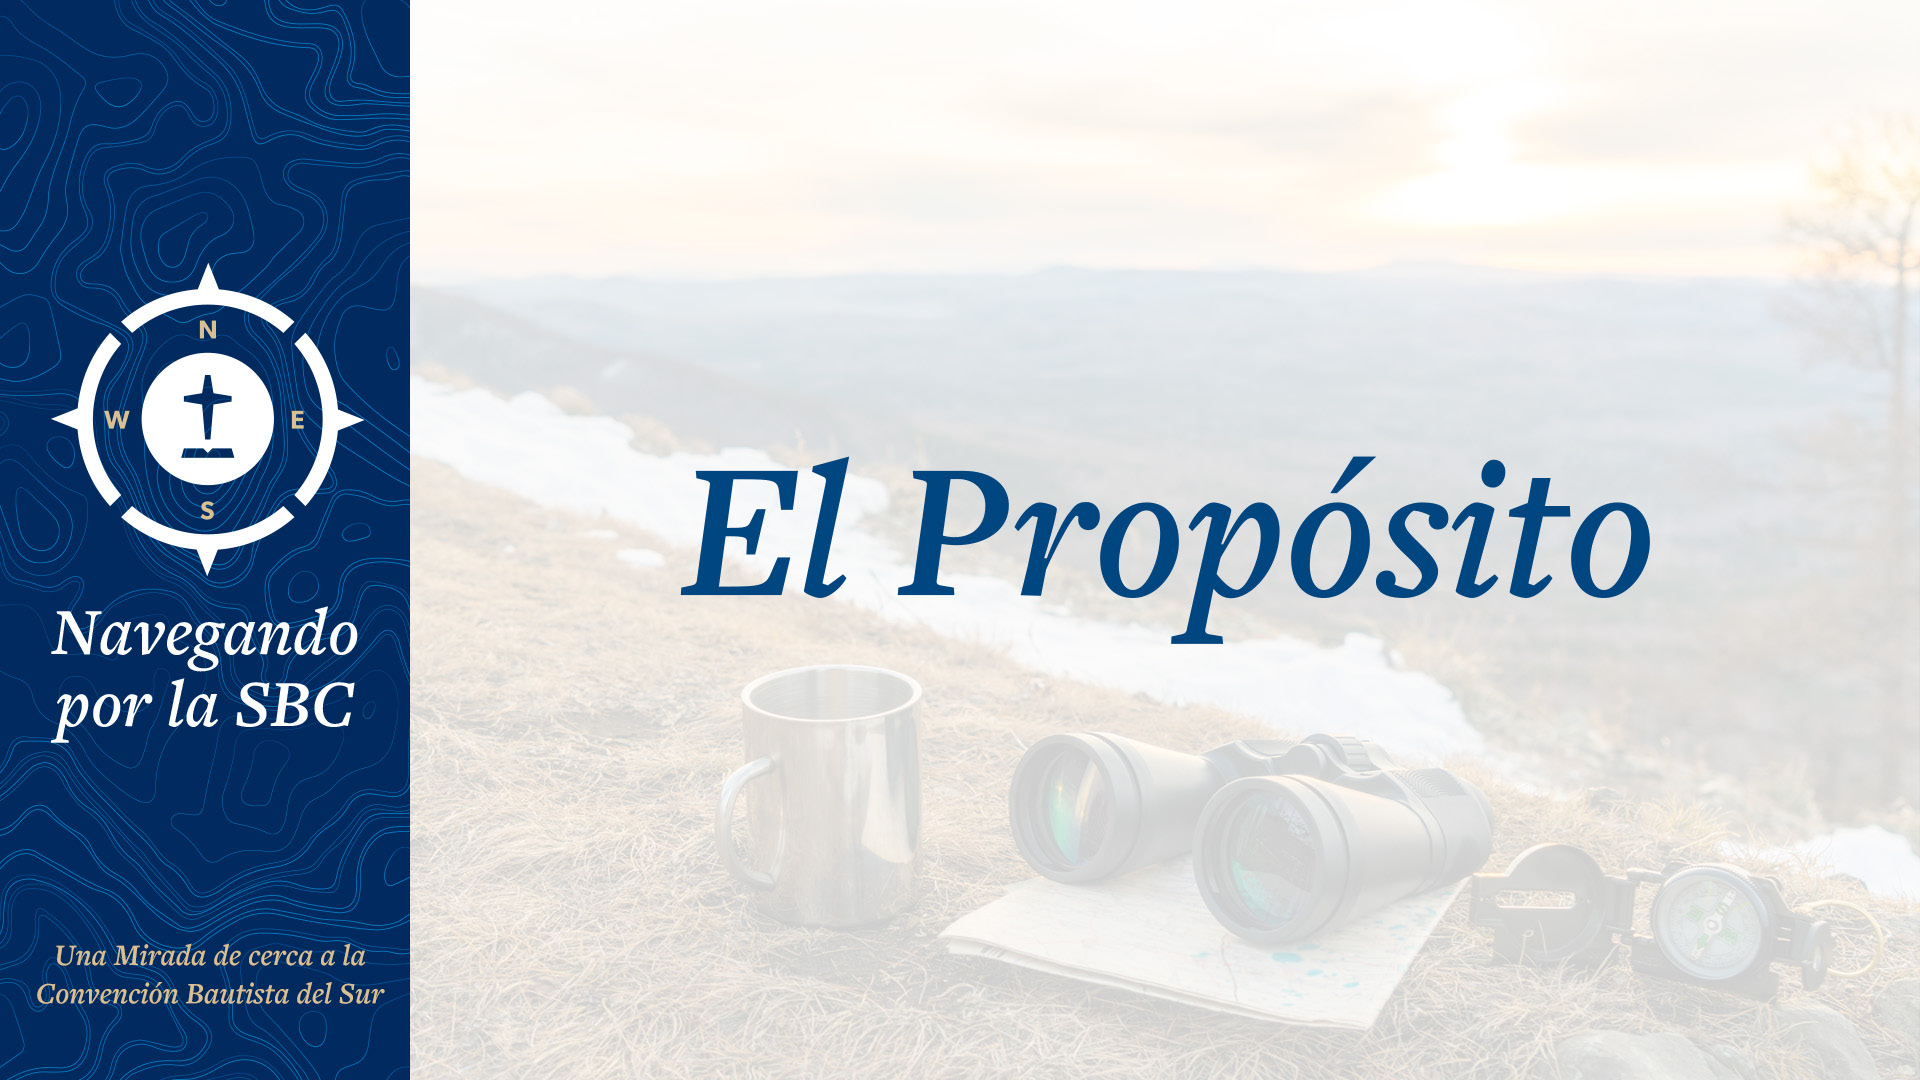 N
W E
S
Navegando
por la SBC
Una Mirada de cerca a la
Convención Bautista del Sur
El Propósito